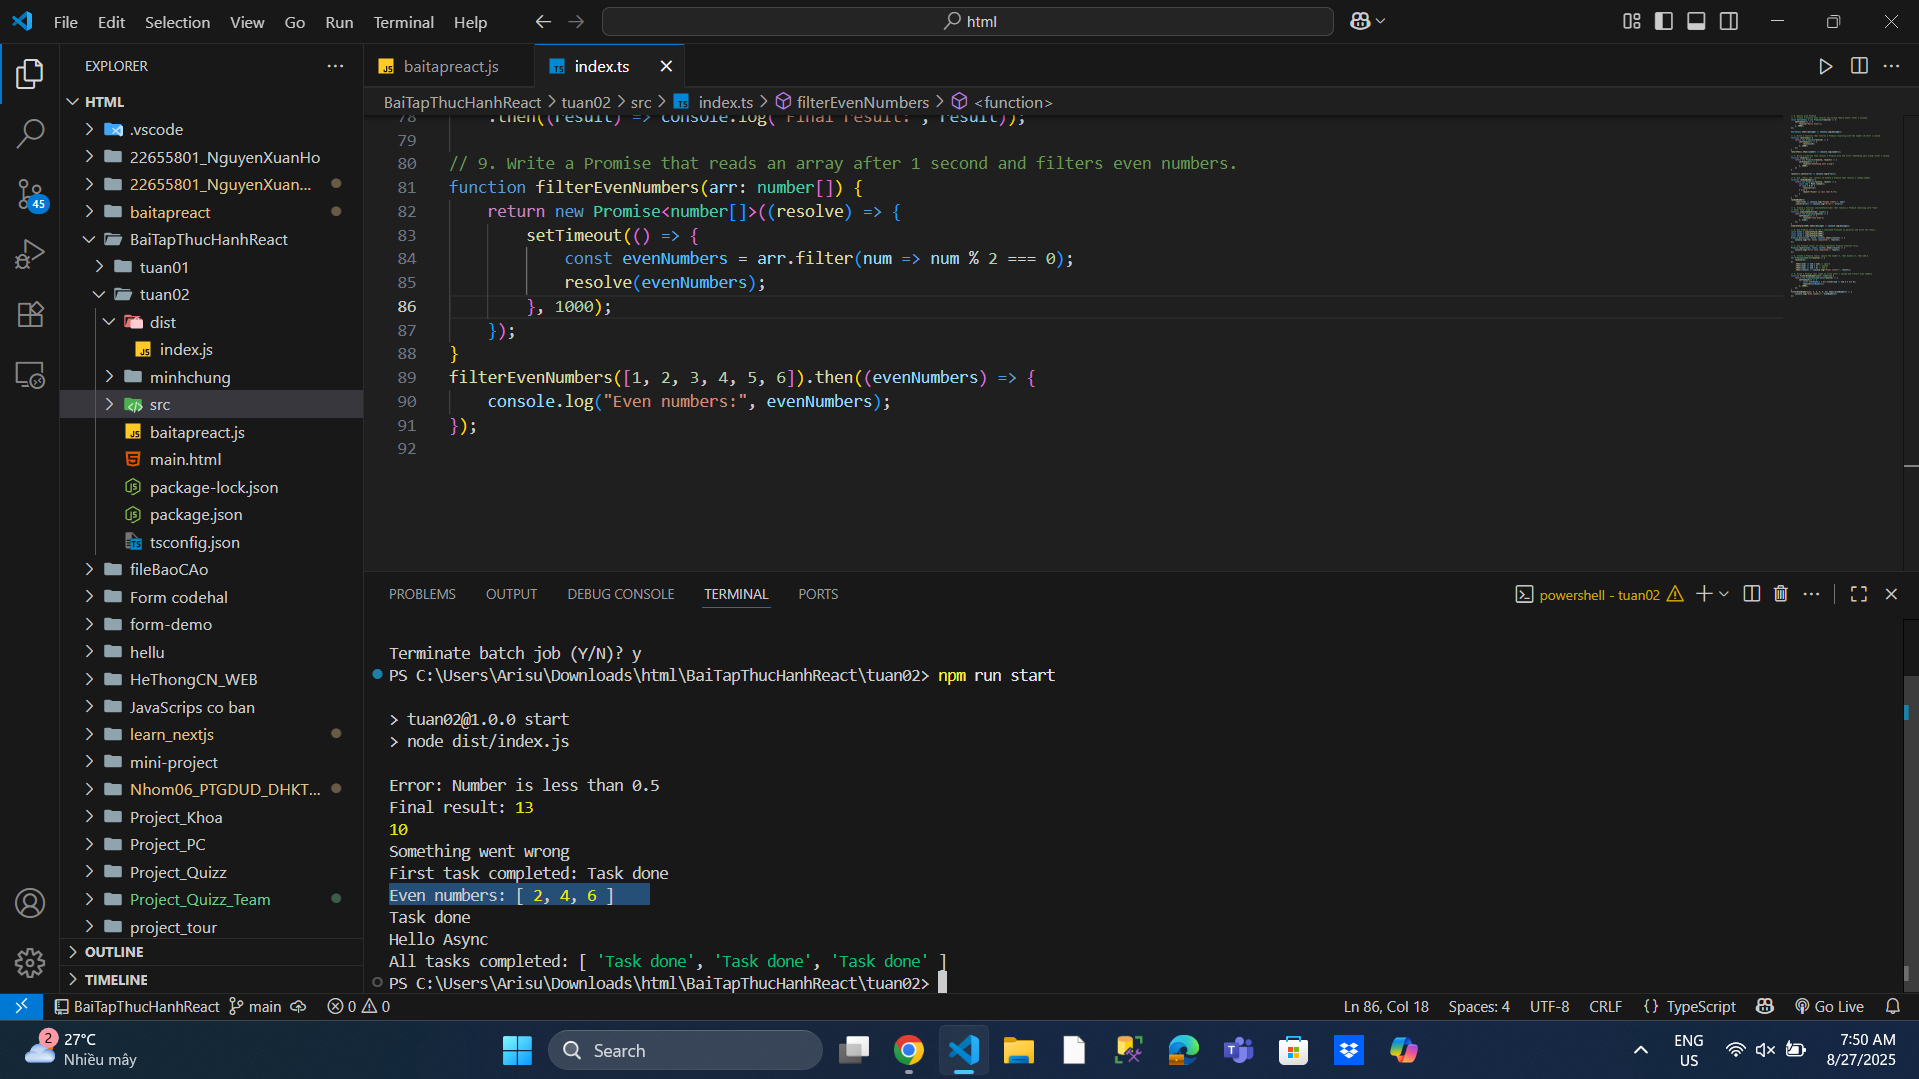 File Edit Selection View Go Run Terminal Help
html
EXPLORER
baitapreact.js
index.ts
HTML
BaiTapThucHanhReact > tuan02 > src > index.ts > filterEvenNumbers > <function>
.vscode
22655801_NguyenXuanHo
22655801_NguyenXuan...
baitapreact
BaiTapThucHanhReact
tuan01
tuan02
dist
index.js
minhchung
src
baitapreact.js
main.html
package-lock.json
package.json
tsconfig.json
fileBaoCAo
Form codehal
form-demo
hellu
HeThongCN_WEB
JavaScrips co ban
learn_nextjs
mini-project
Nhom06_PTGDUD_DHKT...
Project_Khoa
Project_PC
Project_Quizz
Project_Quizz_Team
project_tour
OUTLINE
TIMELINE
45
78 .then((result) => console.log("Final result:", result));
79
80 // 9. Write a Promise that reads an array after 1 second and filters even numbers.
81 function filterEvenNumbers(arr: number[]) {
82 return new Promise<number[]>((resolve) => {
83 setTimeout(() => {
84 const evenNumbers = arr.filter(num => num % 2 === 0);
85 resolve(evenNumbers);
86 }, 1000);
87 });
88 }
89 filterEvenNumbers([1, 2, 3, 4, 5, 6]).then((evenNumbers) => {
90 console.log("Even numbers:", evenNumbers);
91 });
92
PROBLEMS OUTPUT DEBUG CONSOLE TERMINAL PORTS
powershell - tuan02
Terminate batch job (Y/N)? y
PS C:\Users\Arisu\Downloads\html\BaiTapThucHanhReact\tuan02> npm run start
> tuan02@1.0.0 start
> node dist/index.js
Error: Number is less than 0.5
Final result: 13
10
Something went wrong
First task completed: Task done
Even numbers: [ 2, 4, 6 ]
Task done
Hello Async
All tasks completed: [ 'Task done', 'Task done', 'Task done' ]
PS C:\Users\Arisu\Downloads\html\BaiTapThucHanhReact\tuan02>
BaiTapThucHanhReact main 0 0
Ln 86, Col 18 Spaces: 4 UTF-8 CRLF {} TypeScript Go Live
2
27°C
Nhiều mây
Search
ENG
US
7:50 AM
8/27/2025